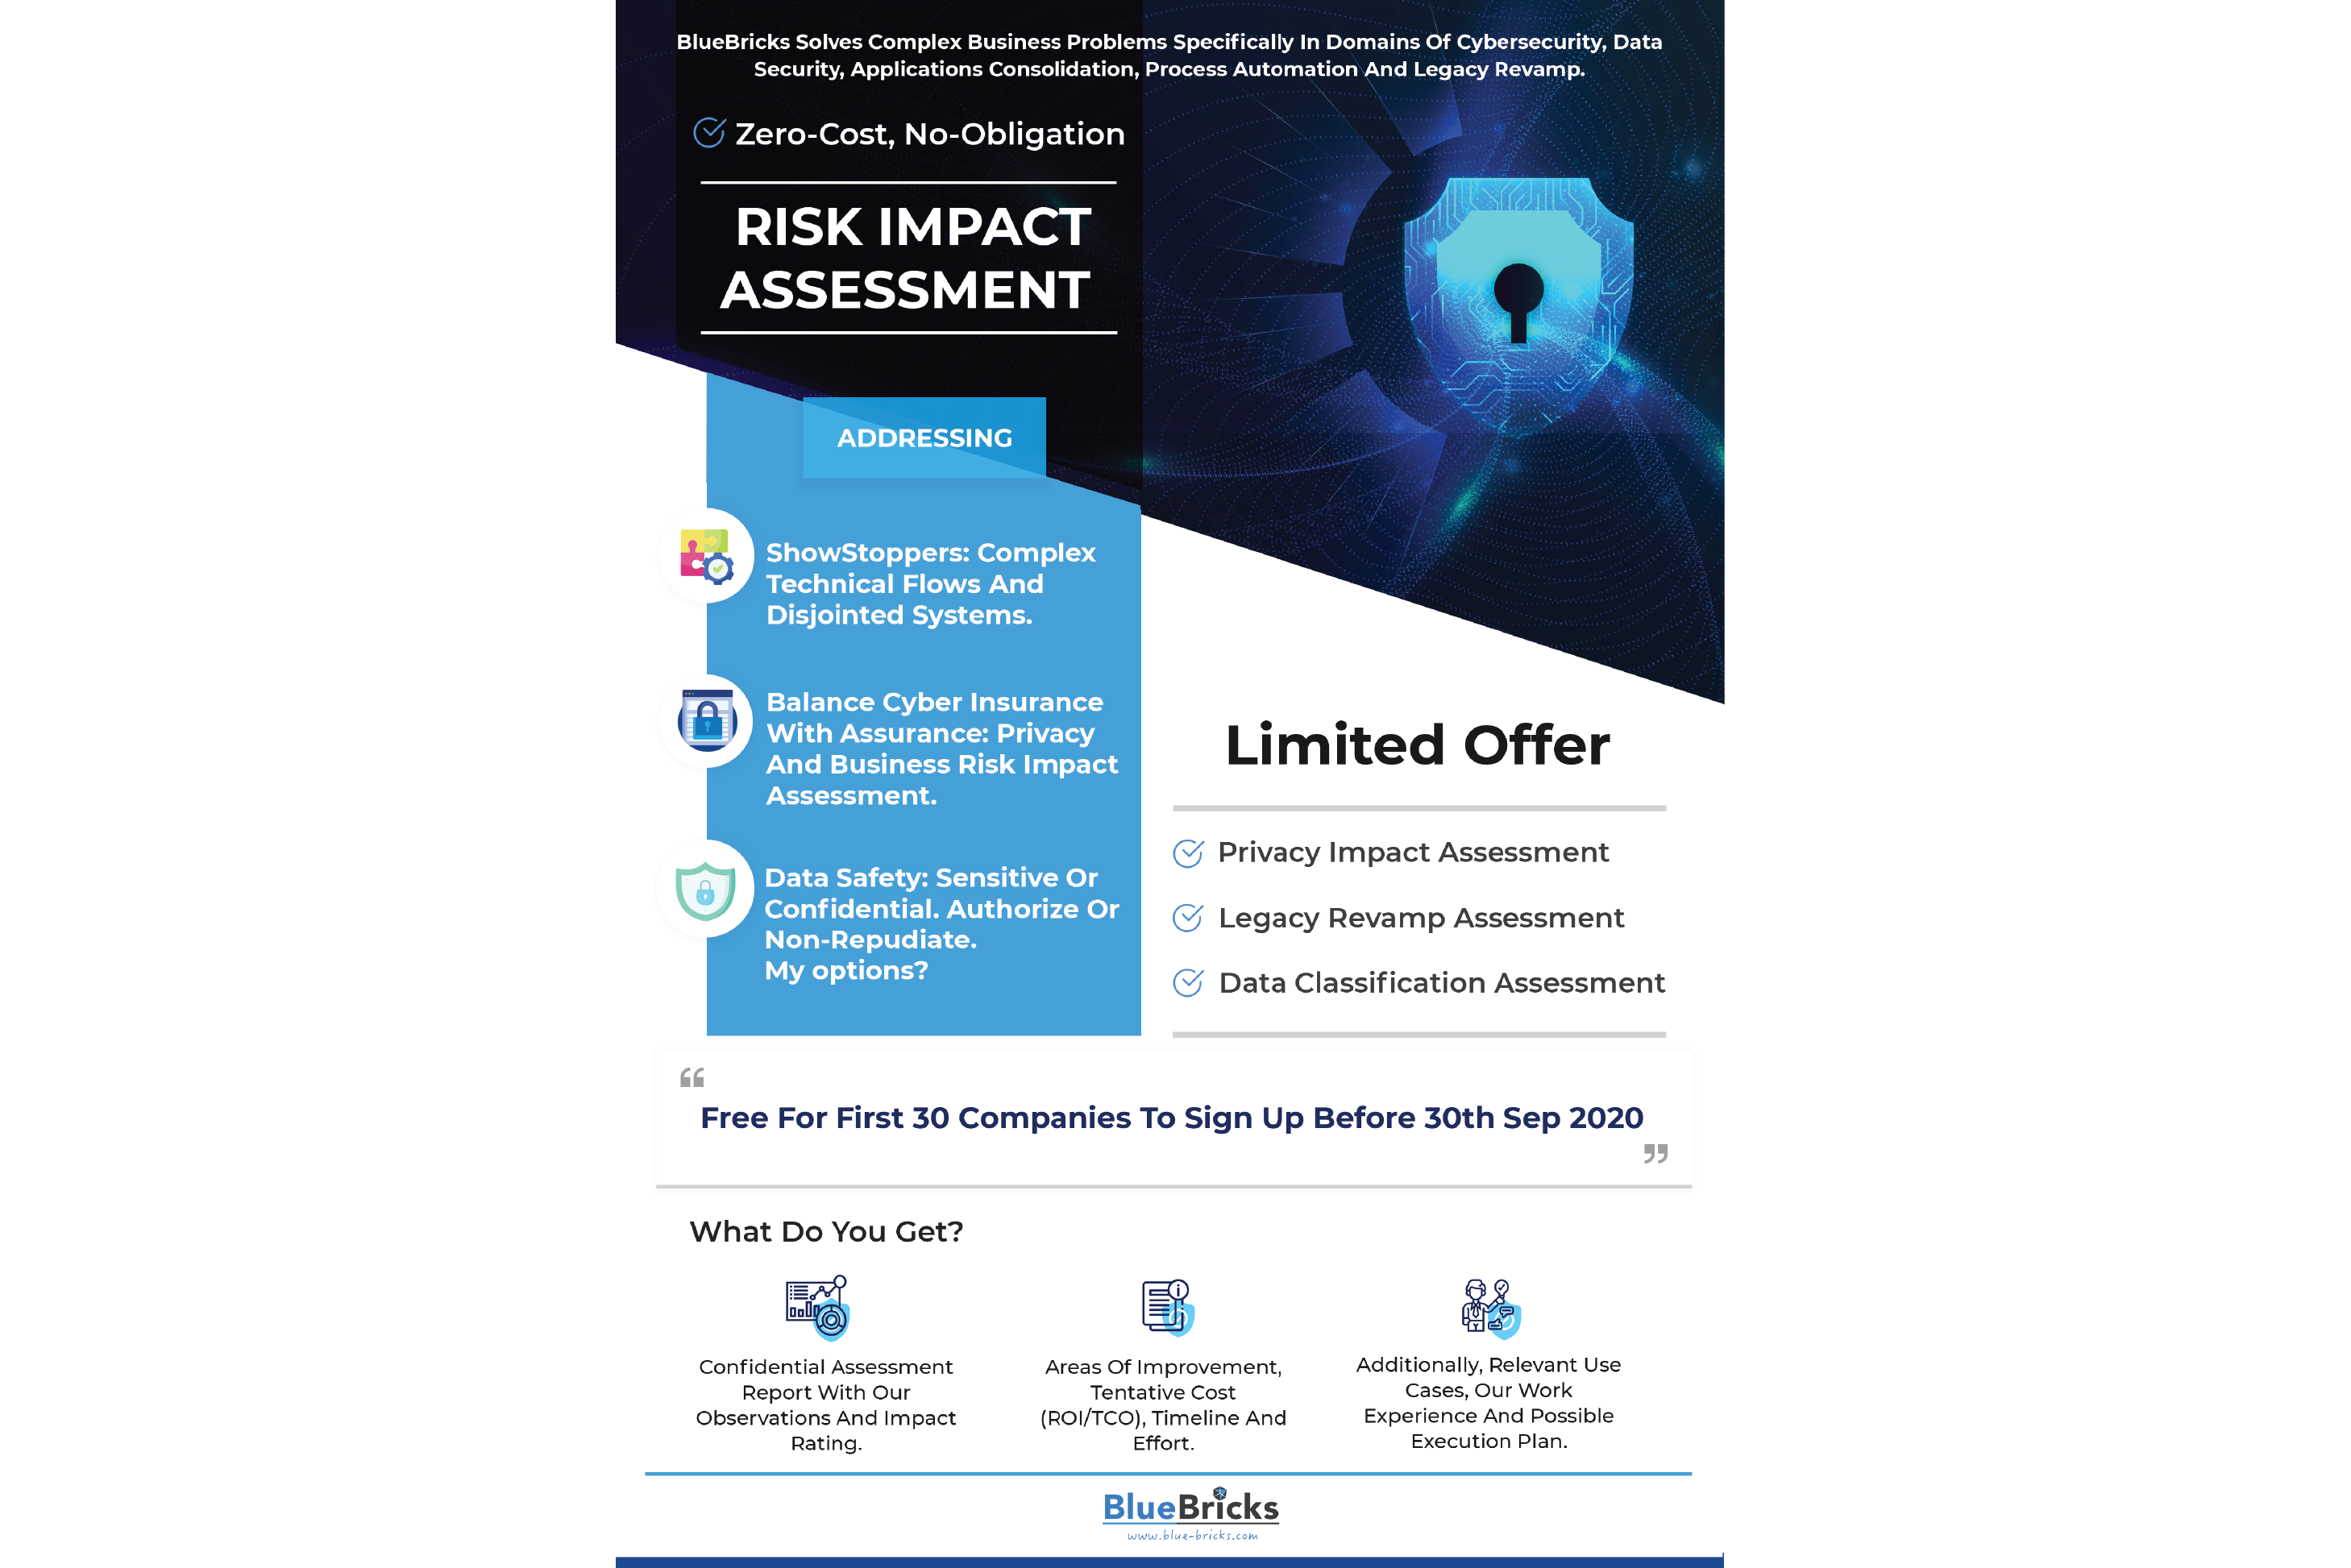 BlueBricks Solves Complex Business Problems Specifically In Domains Of Cybersecurity, Data
Security, Applications Consolidation, Process Automation And Legacy Revamp.
Zero-Cost, No-Obligation
RISK IMPACT
ASSESSMENT
ADDRESSING
ShowStoppers: Complex
Technical Flows And
Disjointed Systems.
Balance Cyber Insurance
With Assurance: Privacy
And Business Risk Impact
Assessment.
Data Safety: Sensitive Or
Confidential. Authorize Or
Non-Repudiate.
My options?
Limited Offer
Privacy Impact Assessment
Legacy Revamp Assessment
Data Classification Assessment
“
Free For First 30 Companies To Sign Up Before 30th Sep 2020
”
What Do You Get?
Confidential Assessment
Report With Our
Observations And Impact
Rating.
Areas Of Improvement,
Tentative Cost
(ROI/TCO), Timeline And
Effort.
Additionally, Relevant Use
Cases, Our Work
Experience And Possible
Execution Plan.
BlueBricks
www.blue-bricks.com